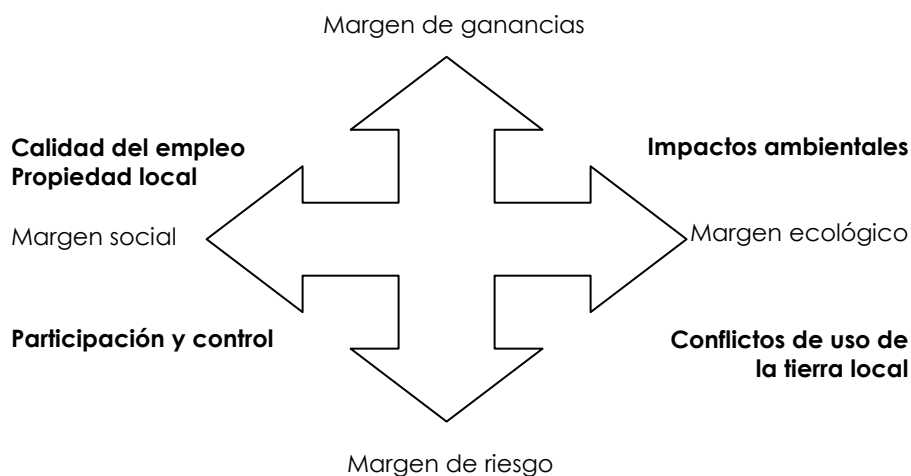 Margen de ganancias
Calidad del empleo
Propiedad local
Impactos ambientales
Margen social
Margen ecológico
Participación y control
Conflictos de uso de
la tierra local
Margen de riesgo